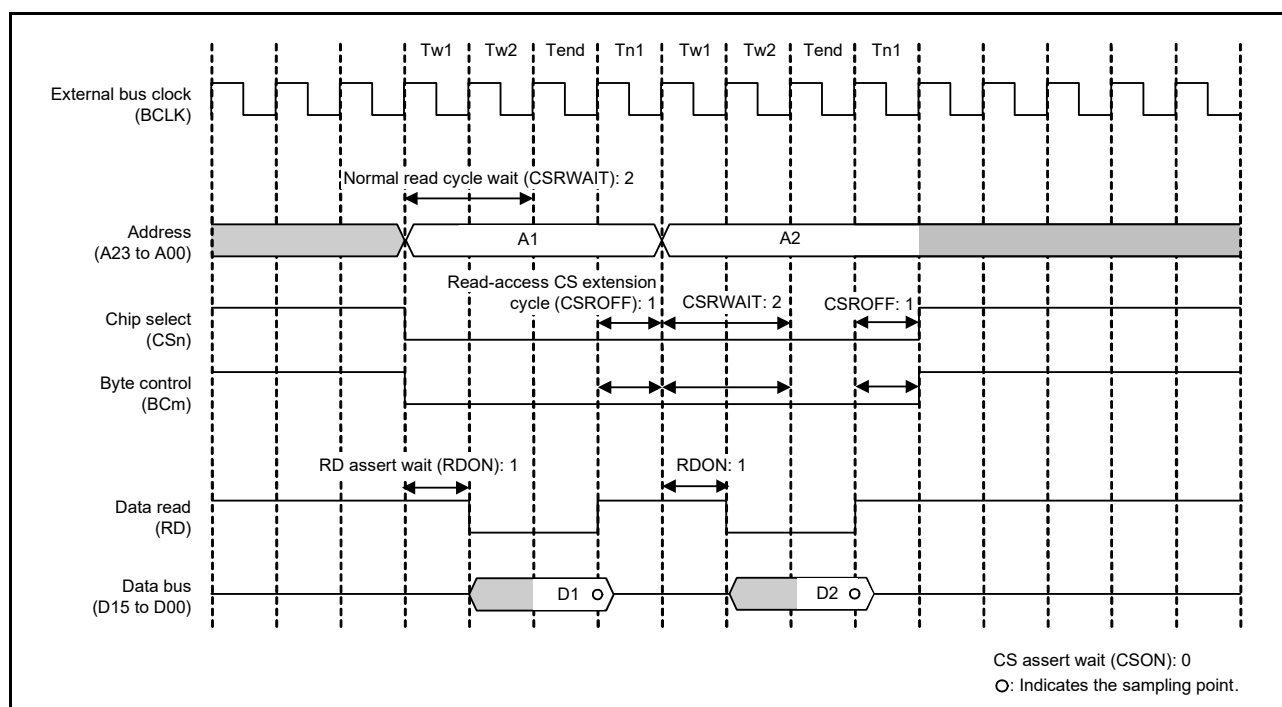 Tw1 Tw2 Tend Tn1 Tw1 Tw2 Tend Tn1
External bus clock
(BCLK)
Normal read cycle wait (CSRWAIT): 2
Address
(A23 to A00)
A1 A2
Read-access CS extension
cycle (CSROFF): 1 CSRWAIT: 2 CSROFF: 1
Chip select
(CSn)
Byte control
(BCm)
RD assert wait (RDON): 1 RDON: 1
Data read
(RD)
Data bus
(D15 to D00)
D1 D2
CS assert wait (CSON): 0
O: Indicates the sampling point.